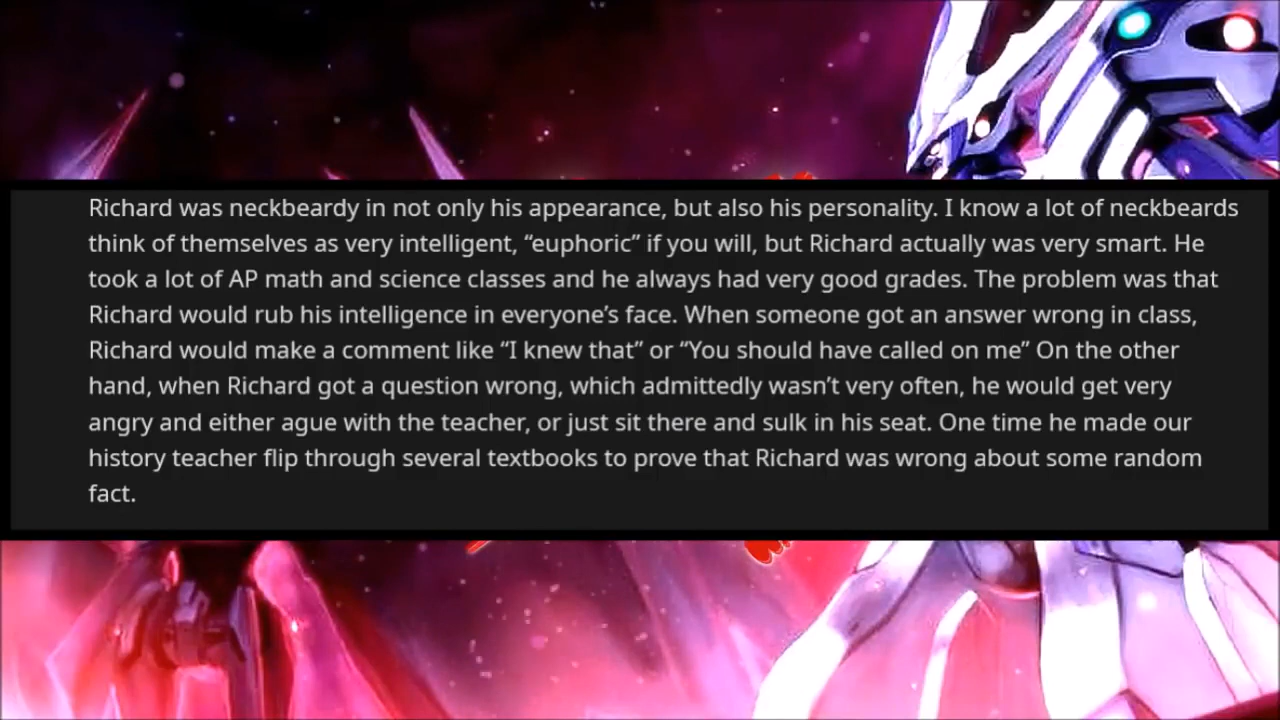 Richard was neckbeardy in not only his appearance, but also his personality. I know a lot of neckbeards
think of themselves as very intelligent, “euphoric” if you will, but Richard actually was very smart. He
took a lot of AP math and science classes and he always had very good grades. The problem was that
Richard would rub his intelligence in everyone’s face. When someone got an answer wrong in class,
Richard would make a comment like “I knew that” or “You should have called on me” On the other
hand, when Richard got a question wrong, which admittedly wasn’t very often, he would get very
angry and either ague with the teacher, or just sit there and sulk in his seat. One time he made our
history teacher flip through several textbooks to prove that Richard was wrong about some random
fact.